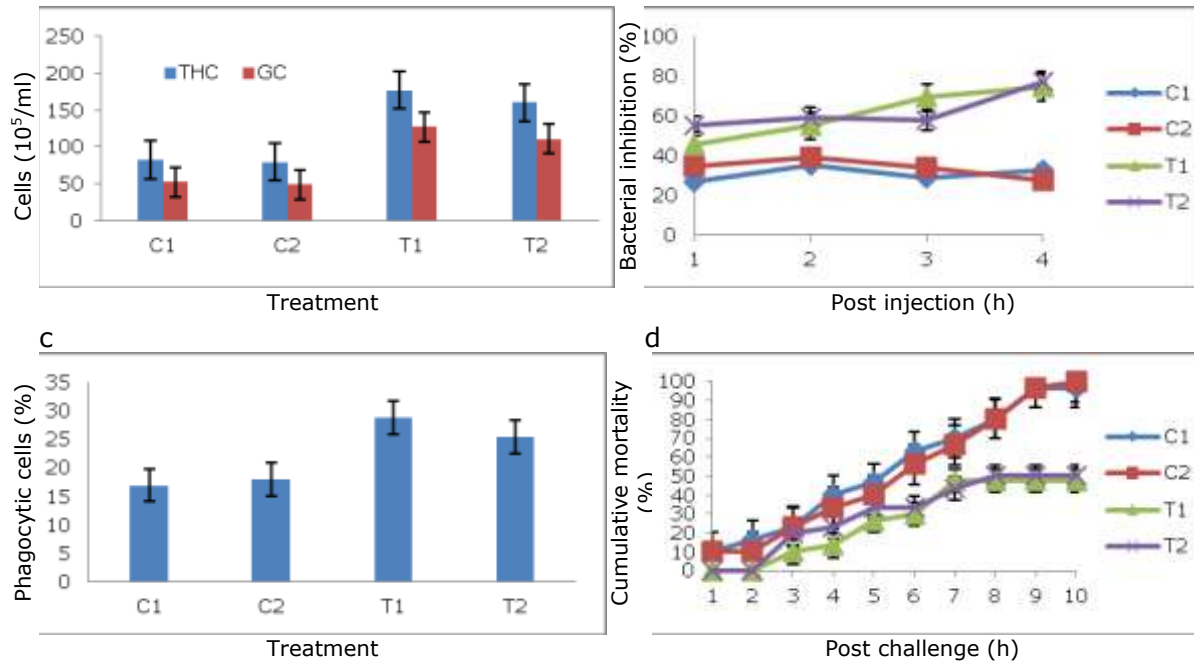 Cells (10⁵/ml)
250
200
150
100
50
0
THC GC
C1 C2 T1 T2
Treatment
Bacterial inhibition (%)
100
80
60
40
20
0
1 2 3 4
Post injection (h)
C1
C2
T1
T2
c
Phagocytic cells (%)
35
30
25
20
15
10
5
0
C1 C2 T1 T2
Treatment
d
Cumulative mortality
(%)
100
90
80
70
60
50
40
30
20
10
0
1 2 3 4 5 6 7 8 9 10
Post challenge (h)
C1
C2
T1
T2